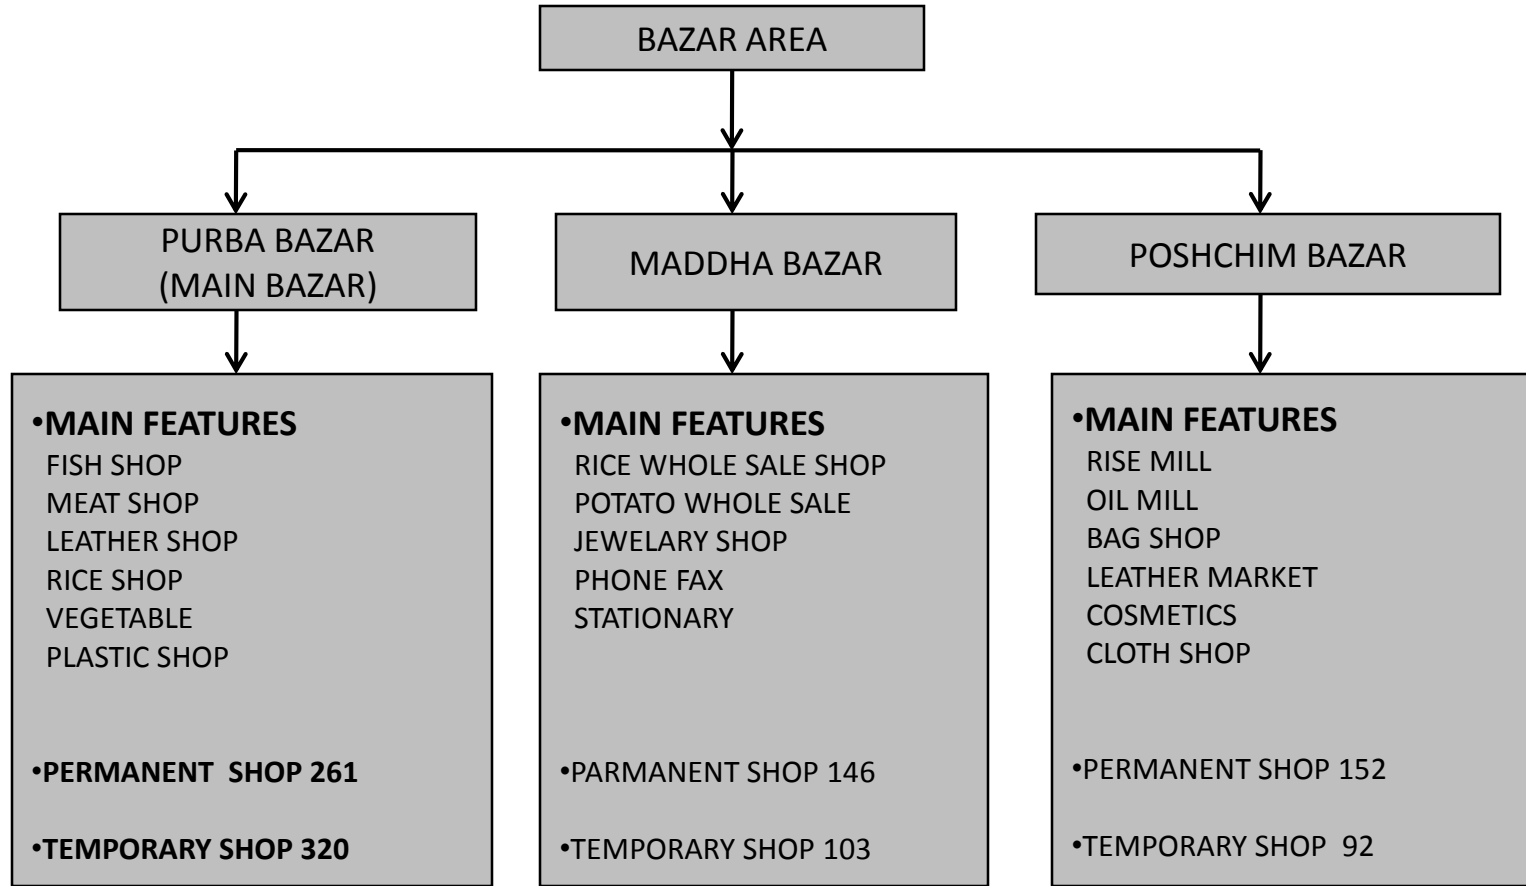 BAZAR AREA
PURBA BAZAR
(MAIN BAZAR)
MADDHA BAZAR
POSHCHIM BAZAR
•MAIN FEATURES
FISH SHOP
MEAT SHOP
LEATHER SHOP
RICE SHOP
VEGETABLE
PLASTIC SHOP
•PERMANENT SHOP 261
•TEMPORARY SHOP 320
•MAIN FEATURES
RICE WHOLE SALE SHOP
POTATO WHOLE SALE
JEWELARY SHOP
PHONE FAX
STATIONARY
•PARMANENT SHOP 146
•TEMPORARY SHOP 103
•MAIN FEATURES
RISE MILL
OIL MILL
BAG SHOP
LEATHER MARKET
COSMETICS
CLOTH SHOP
•PERMANENT SHOP 152
•TEMPORARY SHOP 92